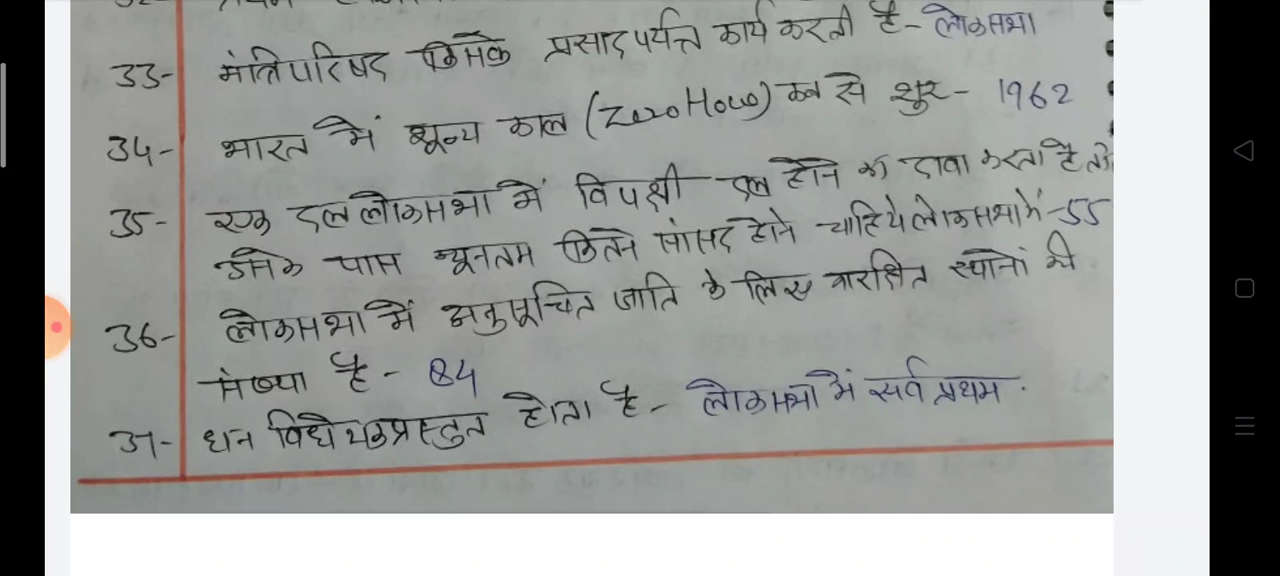 33- मंत्रिपरिषद किसके प्रसाद पर्यन्त कार्य करती है - लोकसभा
34- भारत में शून्य काल (Zero Hour) कब से शुरु - 1962
35- एक दल लोकसभा में विपक्षी दल होने का दावा करता है तो
उसके पास न्यूनतम कितने सांसद होने चाहिये लोकसभा में - 55
36- लोकसभा में अनुसूचित जाति के लिए आरक्षित स्थानों की
संख्या है - 84
37- धन विधेयक प्रस्तुत होता है - लोकसभा में सर्व प्रथम.